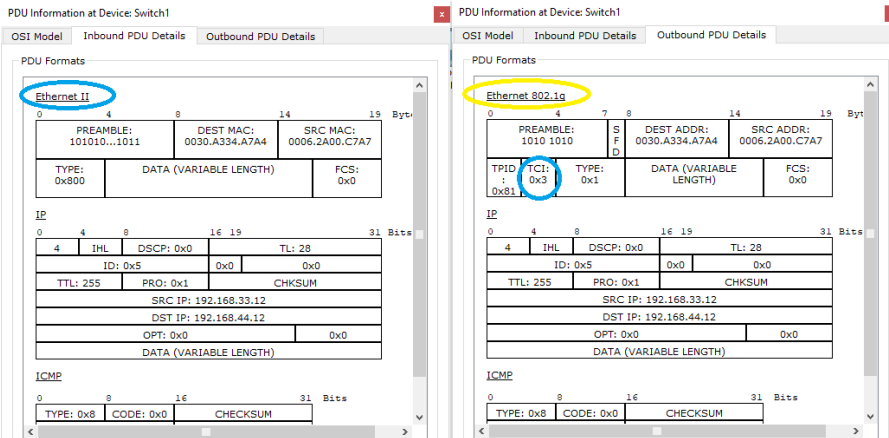 PDU Information at Device: Switch1
x
OSI Model Inbound PDU Details Outbound PDU Details
PDU Formats
Ethernet II
0 4 8 14 19 Byte
PREAMBLE: 101010...1011
DEST MAC: 0030.A334.A7A4
SRC MAC: 0006.2A00.C7A7
TYPE: 0x800
DATA (VARIABLE LENGTH)
FCS: 0x0
IP
0 4 8 16 19 31 Bits
4 IHL DSCP: 0x0 TL: 28
ID: 0x5 0x0 0x0
TTL: 255 PRO: 0x1 CHKSUM
SRC IP: 192.168.33.12
DST IP: 192.168.44.12
OPT: 0x0 0x0
DATA (VARIABLE LENGTH)
ICMP
0 8 16 31 Bits
TYPE: 0x8 CODE: 0x0 CHECKSUM
PDU Information at Device: Switch1
OSI Model Inbound PDU Details Outbound PDU Details
PDU Formats
Ethernet 802.1q
0 4 7 8 14 19 Byt
PREAMBLE: 1010 1010
SFD
DEST ADDR: 0030.A334.A7A4
SRC ADDR: 0006.2A00.C7A7
TPID: 0x81
TCI: 0x3
TYPE: 0x1
DATA (VARIABLE LENGTH)
FCS: 0x0
IP
0 4 8 16 19 31 Bits
4 IHL DSCP: 0x0 TL: 28
ID: 0x5 0x0 0x0
TTL: 255 PRO: 0x1 CHKSUM
SRC IP: 192.168.33.12
DST IP: 192.168.44.12
OPT: 0x0 0x0
DATA (VARIABLE LENGTH)
ICMP
0 8 16 31 Bits
TYPE: 0x8 CODE: 0x0 CHECKSUM